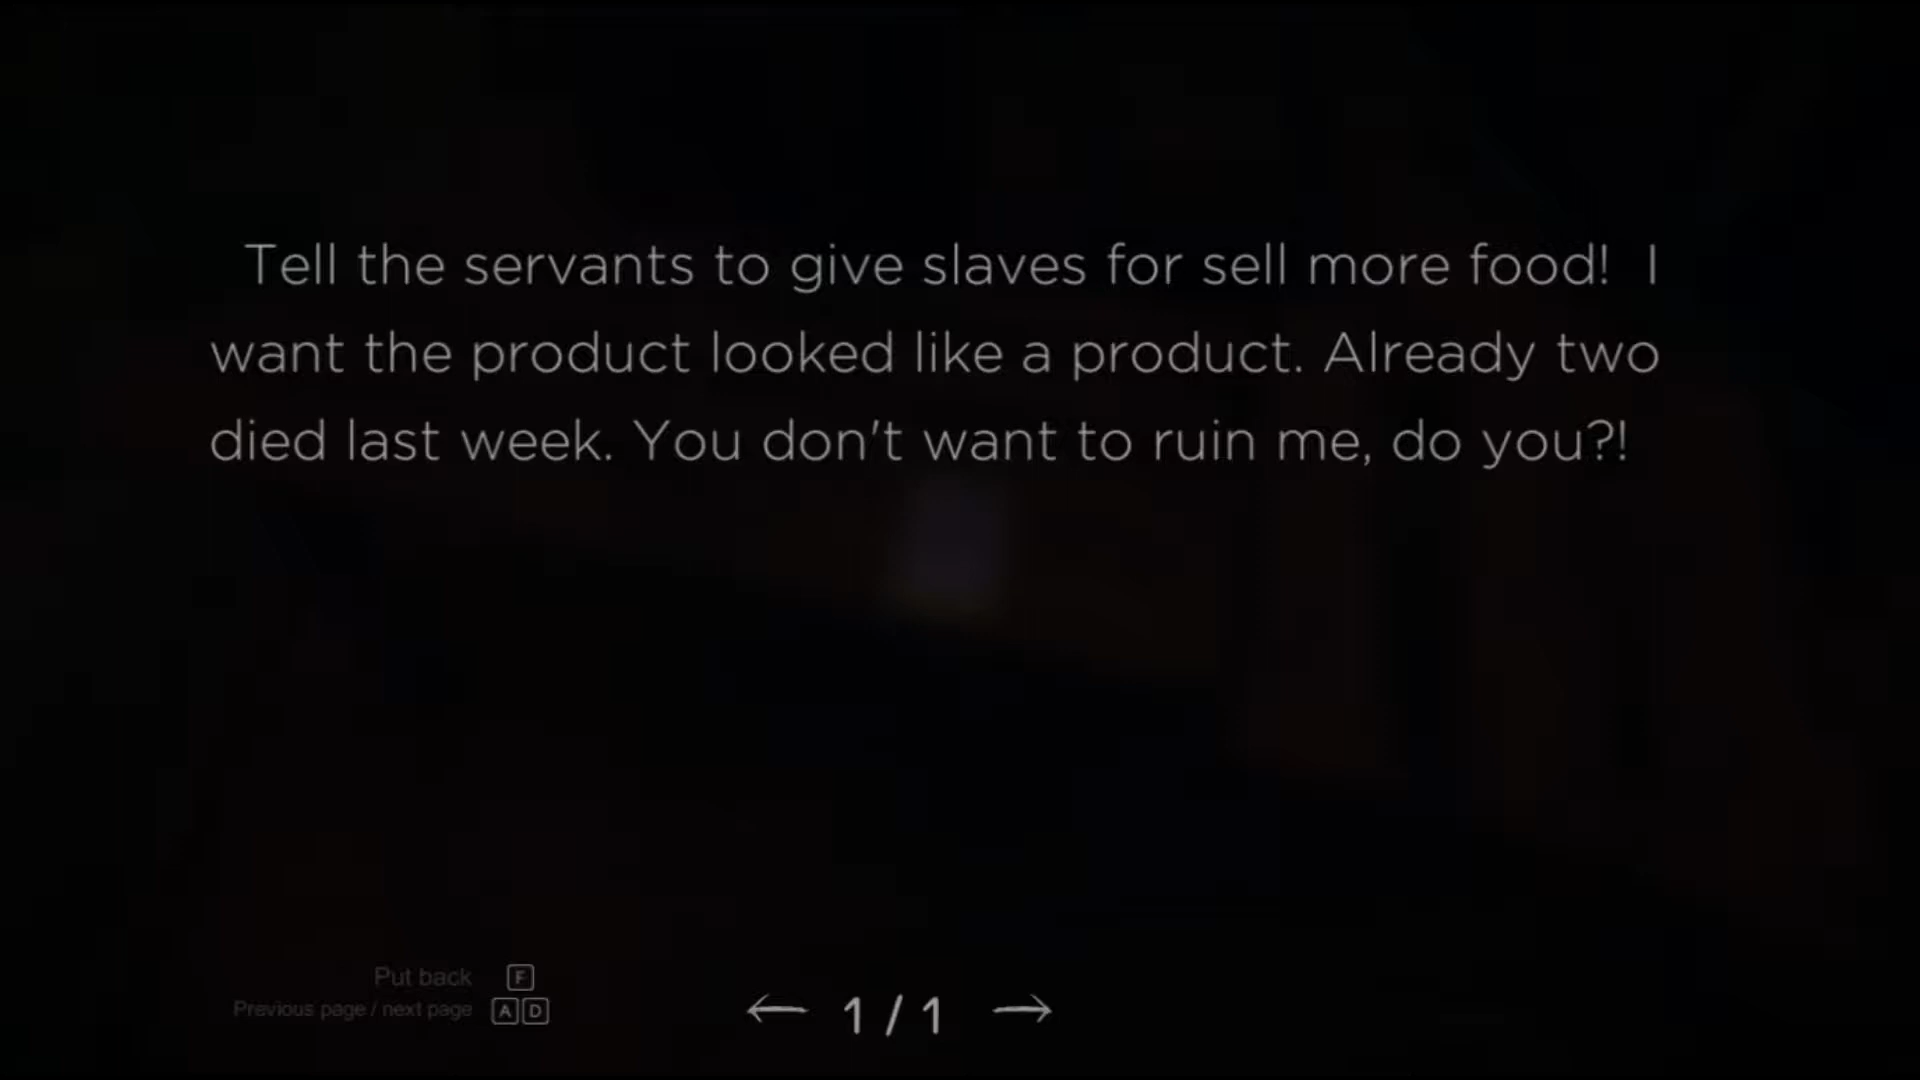 Tell the servants to give slaves for sell more food! I
want the product looked like a product. Already two
died last week. You don't want to ruin me, do you?!
Put back F
Previous page / next page A D
← 1 / 1 →